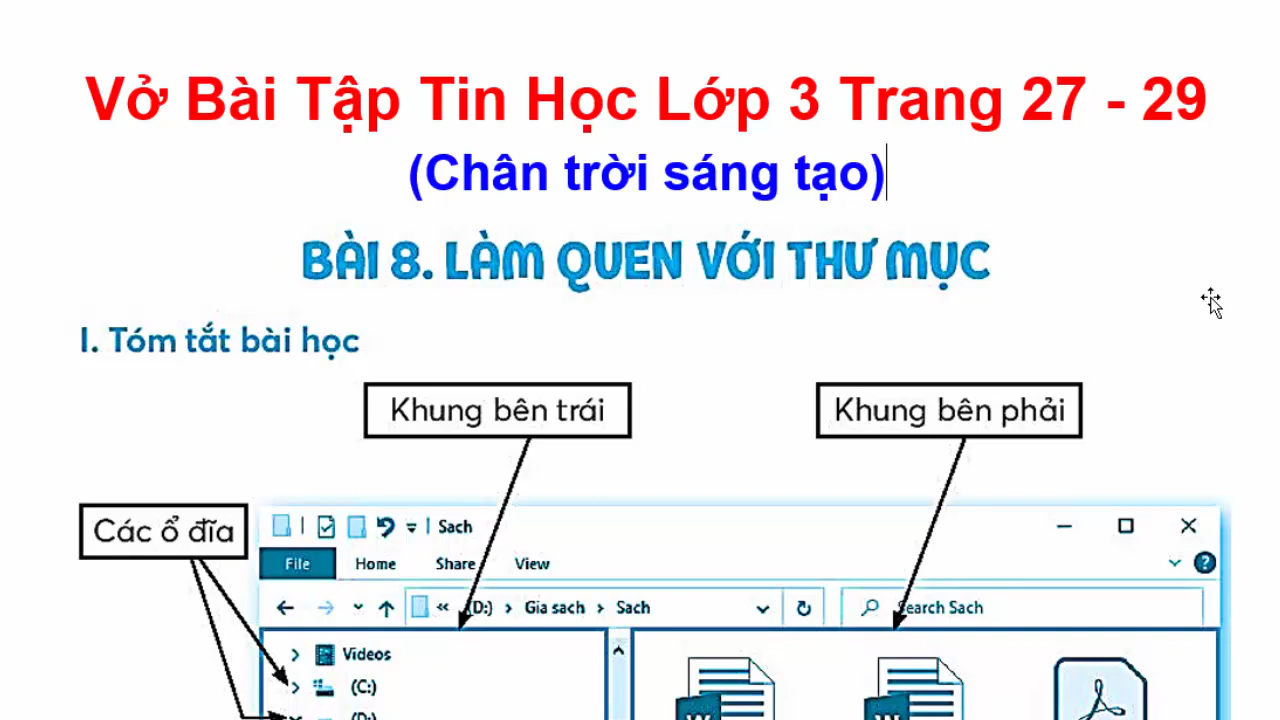 Vở Bài Tập Tin Học Lớp 3 Trang 27 - 29
(Chân trời sáng tạo)
BÀI 8. LÀM QUEN VỚI THƯ MỤC
I. Tóm tắt bài học
Khung bên trái
Khung bên phải
Các ổ đĩa
Sach
File Home Share View
« (D:) › Gia sach › Sach
Search Sach
Videos
(C:)
(D:)
W
W